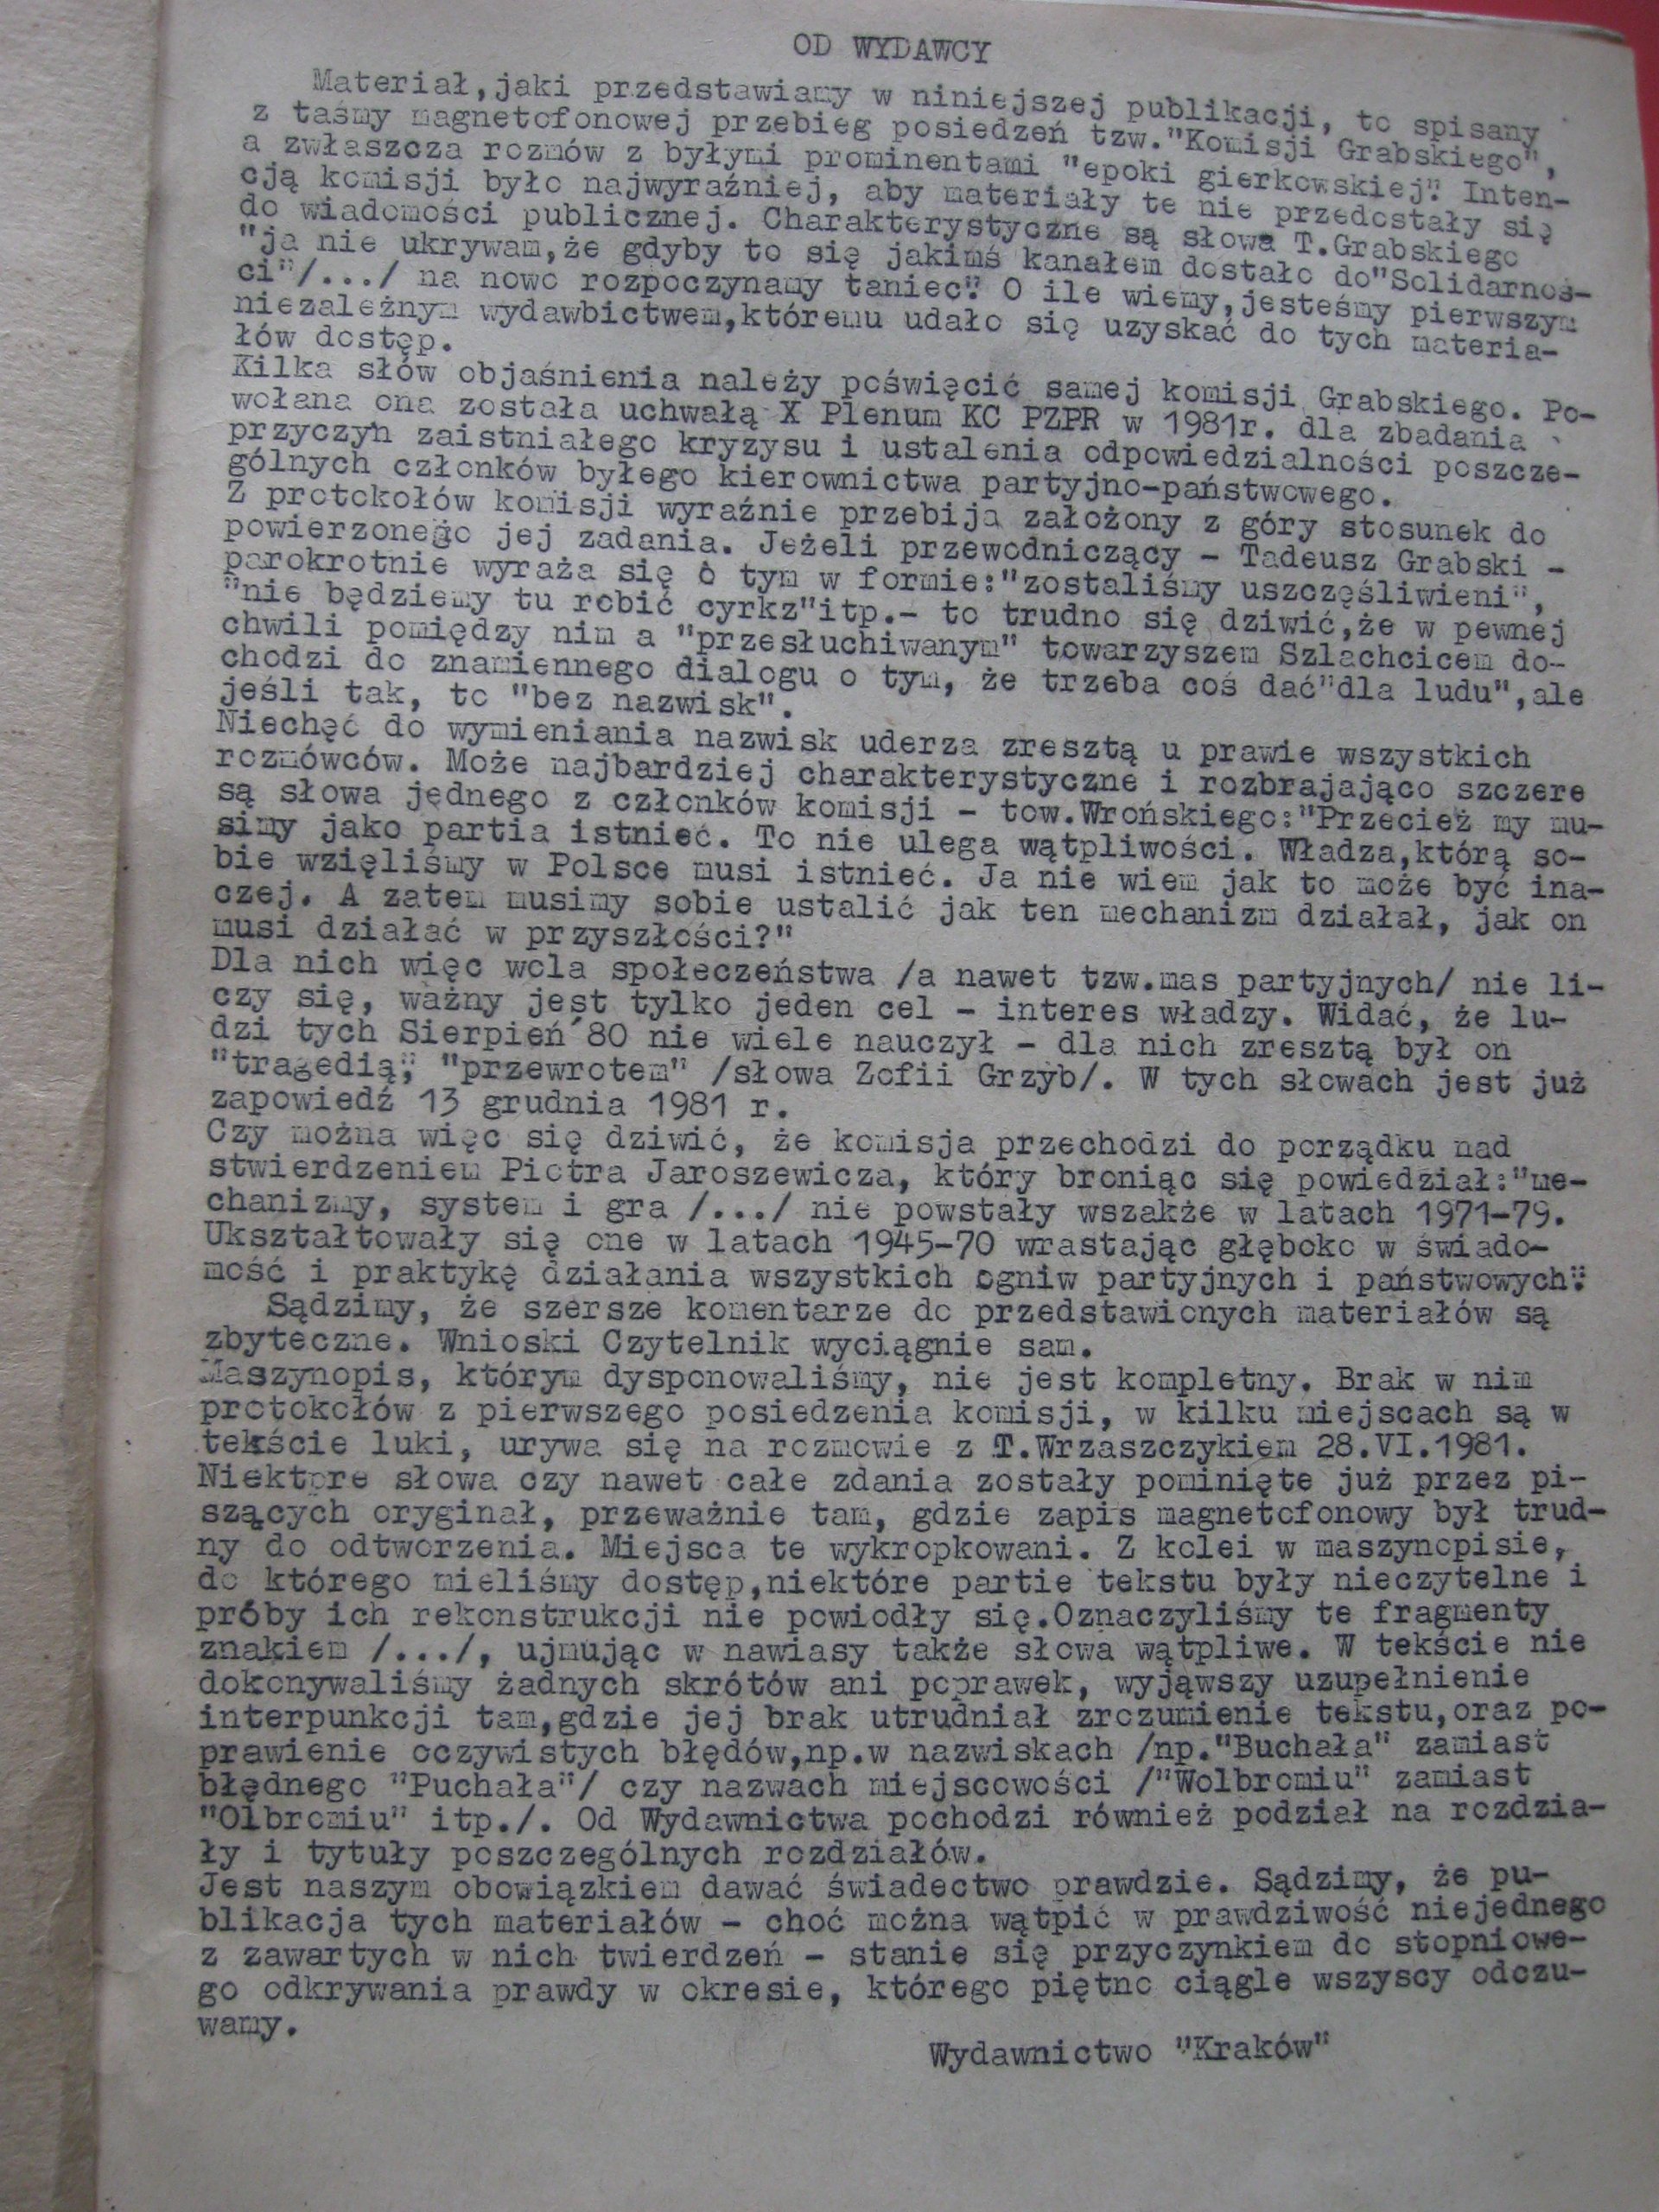 OD WYDAWCY
Materiał,jaki przedstawiamy w niniejszej publikacji, to spisany
z taśmy magnetofonowej przebieg posiedzeń tzw."Komisji Grabskiego",
a zwłaszcza rozmów z byłymi prominentami "epoki gierkowskiej". Inten-
cją komisji było najwyraźniej, aby materiały te nie przedostały się
do wiadomości publicznej. Charakterystyczne są słowa T.Grabskiego
"ja nie ukrywam,że gdyby to się jakimś kanałem dostało do"Solidarnoś-
ci"/.../ na nowo rozpoczynamy taniec". O ile wiemy,jesteśmy pierwszym
niezależnym wydawbictwem,któremu udało się uzyskać do tych materia-
łów dostęp.
Kilka słów objaśnienia należy poświęcić samej komisji Grabskiego. Po-
wołana ona została uchwałą X Plenum KC PZPR w 1981r. dla zbadania
przyczyn zaistniałego kryzysu i ustalenia odpowiedzialności poszcze-
gólnych członków byłego kierownictwa partyjno-państwowego.
Z protokołów komisji wyraźnie przebija założony z góry stosunek do
powierzonego jej zadania. Jeżeli przewodniczący - Tadeusz Grabski -
parokrotnie wyraża się o tym w formie:"zostaliśmy uszczęśliwieni",
"nie będziemy tu robić cyrkz"itp.- to trudno się dziwić,że w pewnej
chwili pomiędzy nim a "przesłuchiwanym" towarzyszem Szlachcicem do-
chodzi do znamiennego dialogu o tym, że trzeba coś dać"dla ludu",ale
jeśli tak, to "bez nazwisk".
Niechęć do wymieniania nazwisk uderza zresztą u prawie wszystkich
rozmówców. Może najbardziej charakterystyczne i rozbrajająco szczere
są słowa jednego z członków komisji - tow.Wrońskiego:"Przecież my mu-
simy jako partia istnieć. To nie ulega wątpliwości. Władza,którą so-
bie wzięliśmy w Polsce musi istnieć. Ja nie wiem jak to może być ina-
czej. A zatem musimy sobie ustalić jak ten mechanizm działał, jak on
musi działać w przyszłości?"
Dla nich więc wola społeczeństwa /a nawet tzw.mas partyjnych/ nie li-
czy się, ważny jest tylko jeden cel - interes władzy. Widać, że lu-
dzi tych Sierpień'80 nie wiele nauczył - dla nich zresztą był on
"tragedią", "przewrotem" /słowa Zofii Grzyb/. W tych słowach jest już
zapowiedź 13 grudnia 1981 r.
Czy można więc się dziwić, że komisja przechodzi do porządku nad
stwierdzeniem Piotra Jaroszewicza, który broniąc się powiedział:"me-
chanizmy, system i gra /.../ nie powstały wszakże w latach 1971-79.
Ukształtowały się one w latach 1945-70 wrastając głęboko w świado-
mość i praktykę działania wszystkich ogniw partyjnych i państwowych".
Sądzimy, że szersze komentarze do przedstawionych materiałów są
zbyteczne. Wnioski Czytelnik wyciągnie sam.
Maszynopis, którym dysponowaliśmy, nie jest kompletny. Brak w nim
protokołów z pierwszego posiedzenia komisji, w kilku miejscach są w
tekście luki, urywa się na rozmowie z T.Wrzaszczykiem 28.VI.1981.
Niektóre słowa czy nawet całe zdania zostały pominięte już przez pi-
szących oryginał, przeważnie tam, gdzie zapis magnetofonowy był trud-
ny do odtworzenia. Miejsca te wykropkowani. Z kolei w maszynopisie,
do którego mieliśmy dostęp,niektóre partie tekstu były nieczytelne i
próby ich rekonstrukcji nie powiodły się.Oznaczyliśmy te fragmenty
znakiem /.../, ujmując w nawiasy także słowa wątpliwe. W tekście nie
dokonywaliśmy żadnych skrótów ani poprawek, wyjąwszy uzupełnienie
interpunkcji tam,gdzie jej brak utrudniał zrozumienie tekstu,oraz po-
prawienie oczywistych błędów,np.w nazwiskach /np."Buchała" zamiast
błędnego "Puchała"/ czy nazwach miejscowości /"Wolbromiu" zamiast
"Olbromiu" itp./. Od Wydawnictwa pochodzi również podział na rozdzia-
ły i tytuły poszczególnych rozdziałów.
Jest naszym obowiązkiem dawać świadectwo prawdzie. Sądzimy, że pu-
blikacja tych materiałów - choć można wątpić w prawdziwość niejednego
z zawartych w nich twierdzeń - stanie się przyczynkiem do stopniowe-
go odkrywania prawdy w okresie, którego piętno ciągle wszyscy odczu-
wamy.
Wydawnictwo "Kraków"